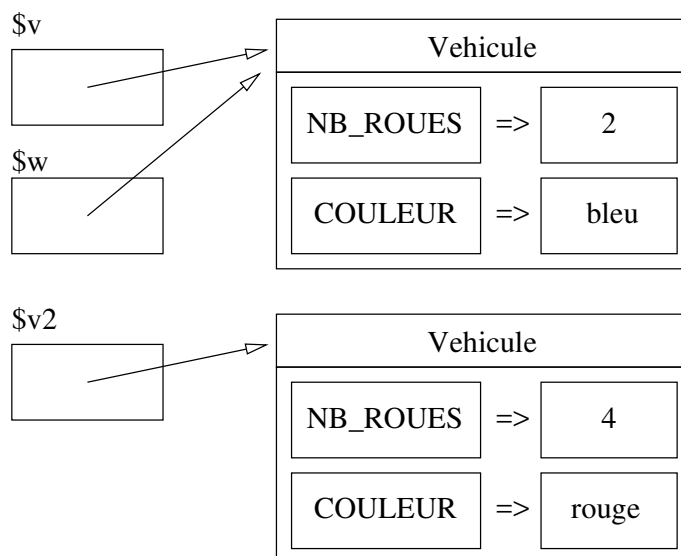 $v
Vehicule
NB_ROUES => 2
$w
COULEUR => bleu
$v2
Vehicule
NB_ROUES => 4
COULEUR => rouge